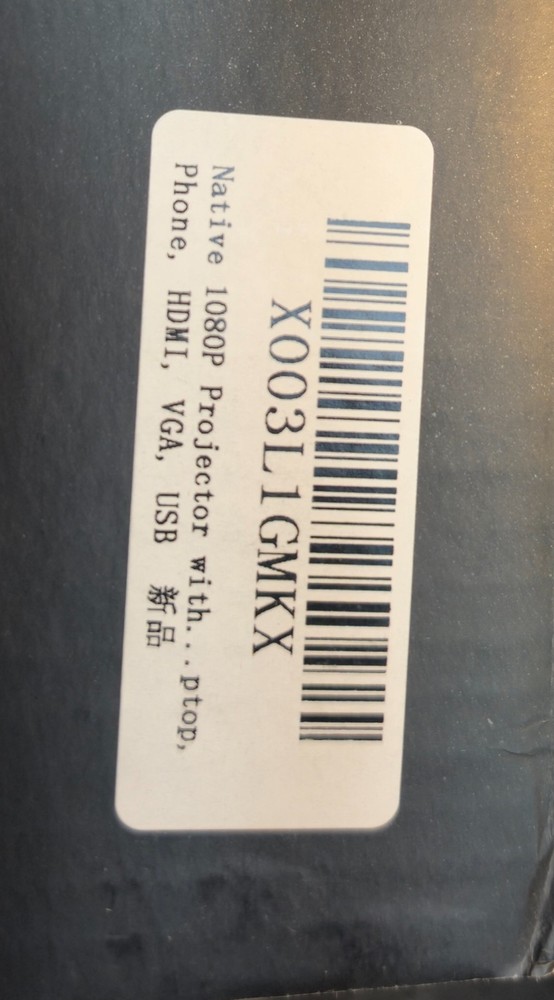 X003L1GMKX
Native 1080P Projector with...ptop,
Phone, HDMI, VGA, USB 新品